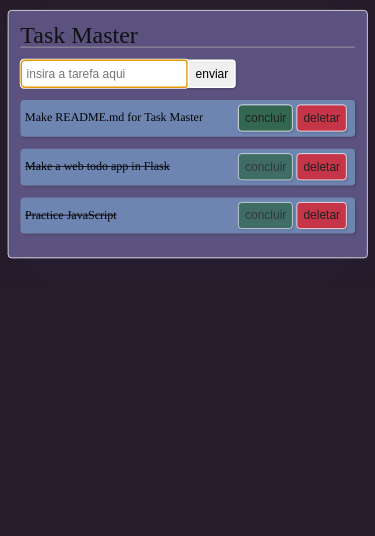 Task Master
insira a tarefa aqui enviar
Make README.md for Task Master concluir deletar
Make a web todo app in Flask concluir deletar
Practice JavaScript concluir deletar